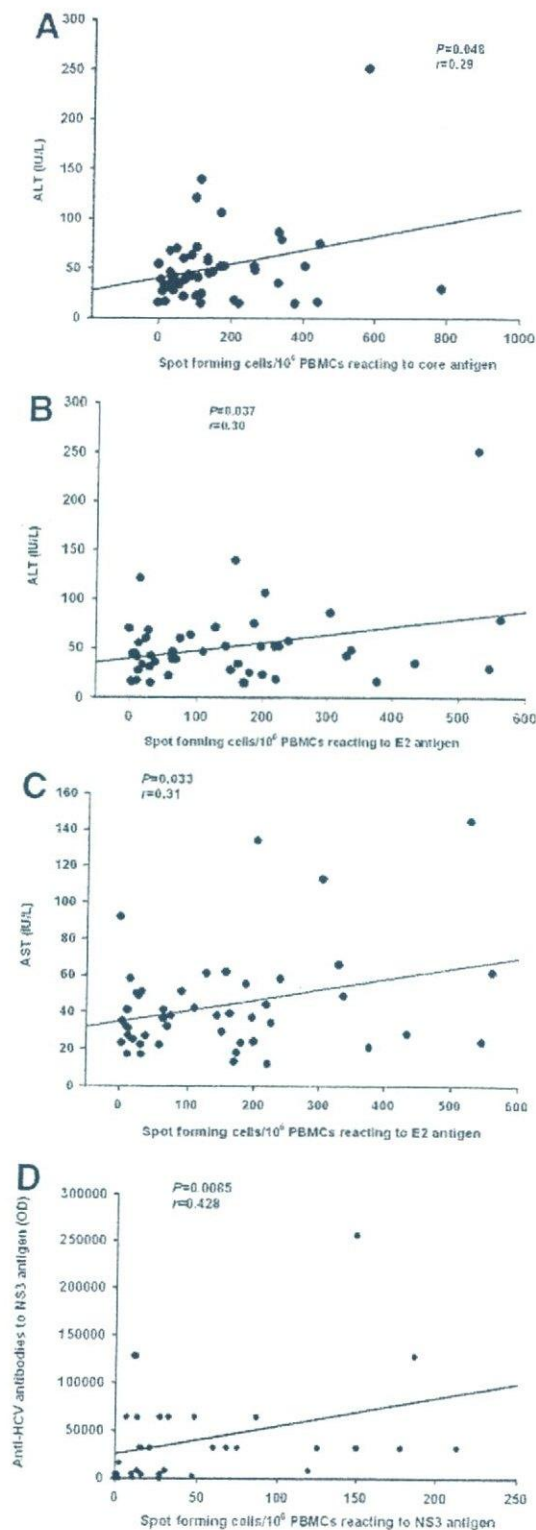 A
P=0.048
r=0.29
300
250
200
150
100
50
0
ALT (IU/L)
0 200 400 600 800 1000
Spot forming cells/10⁶ PBMCs reacting to core antigen
B
P=0.037
r=0.30
300
250
200
150
100
50
0
ALT (IU/L)
0 100 200 300 400 500 600
Spot forming cells/10⁶ PBMCs reacting to E2 antigen
C
P=0.033
r=0.31
160
140
120
100
80
60
40
20
0
AST (IU/L)
0 100 200 300 400 500 600
Spot forming cells/10⁶ PBMCs reacting to E2 antigen
D
P=0.0085
r=0.428
300000
250000
200000
150000
100000
50000
0
Anti-HCV antibodies to NS3 antigen (OD)
0 50 100 150 200 250
Spot forming cells/10⁶ PBMCs reacting to NS3 antigen